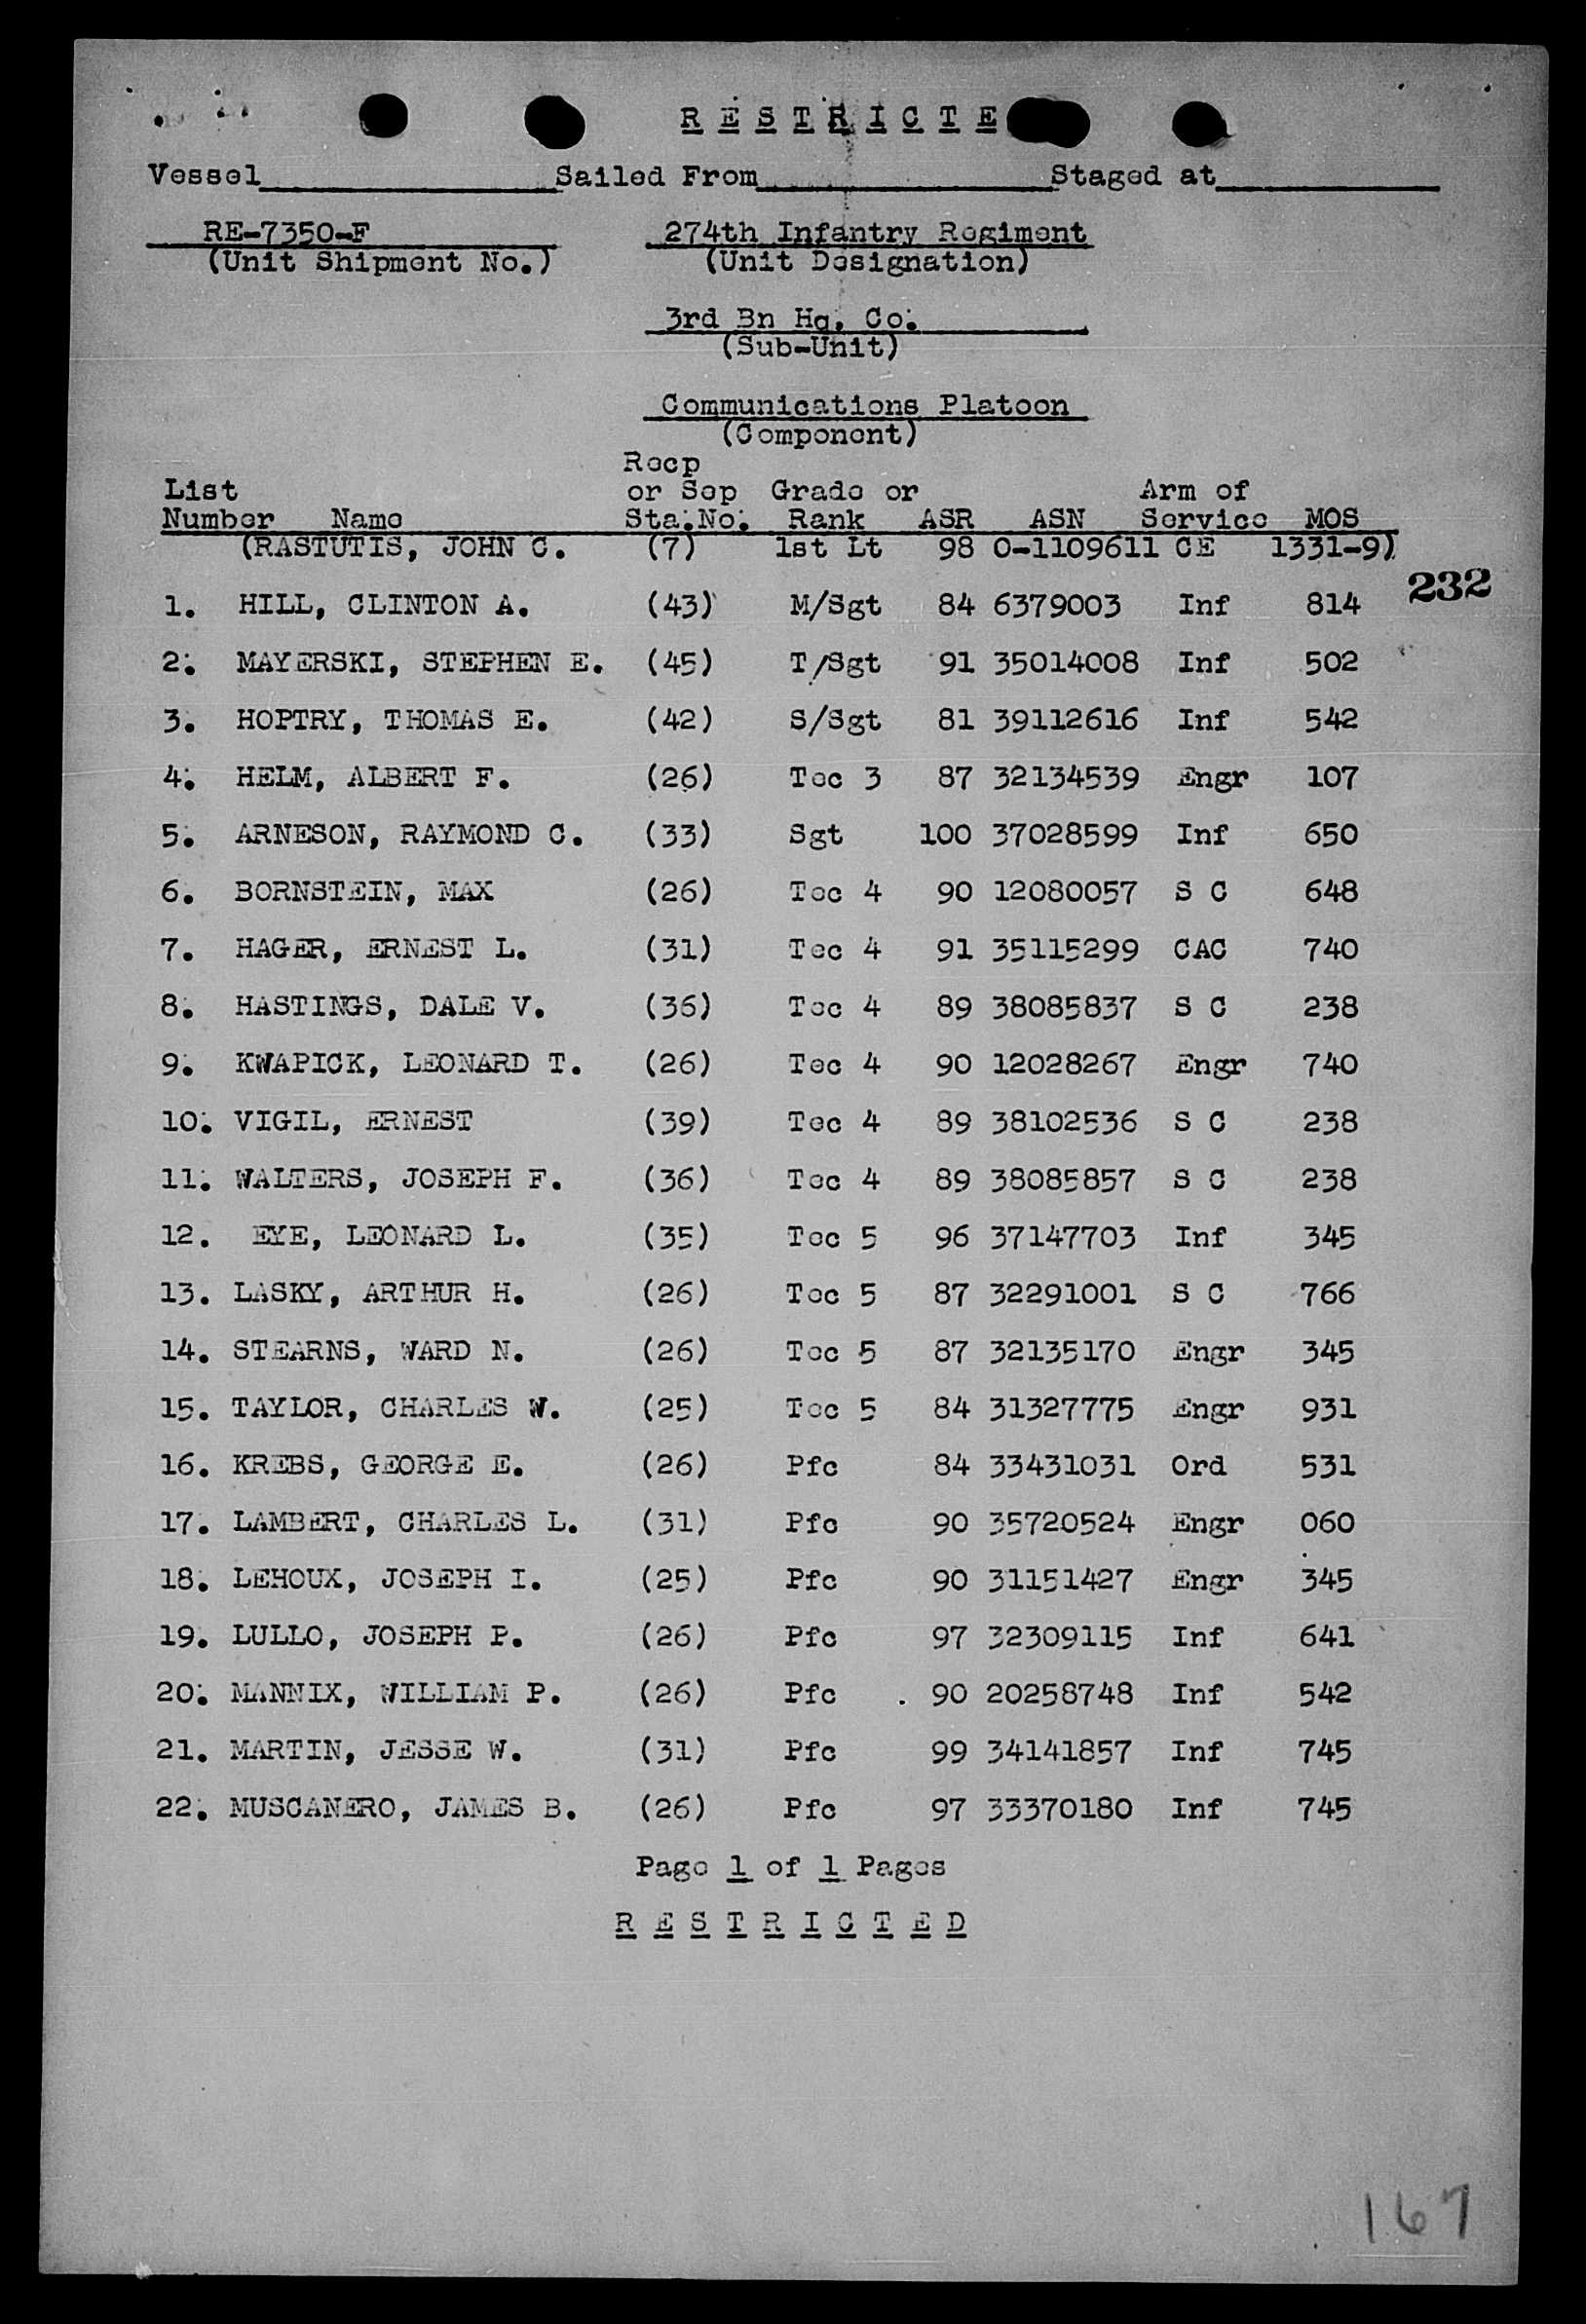 RESTRICTE
Vessel Sailed From Staged at
RE-7350-F 274th Infantry Regiment
(Unit Shipment No.) (Unit Designation)
3rd Bn Hq. Co.
(Sub-Unit)
Communications Platoon
(Component)
Recp
List or Sep Grade or Arm of
Number Name Sta.No. Rank ASR ASN Service MOS
(RASTUTIS, JOHN C. (7) 1st Lt 98 O-1109611 CE 1331-9)
232
1. HILL, CLINTON A. (43) M/Sgt 84 6379003 Inf 814
2. MAYERSKI, STEPHEN E. (45) T/Sgt 91 35014008 Inf 502
3. HOPTRY, THOMAS E. (42) S/Sgt 81 39112616 Inf 542
4. HELM, ALBERT F. (26) Tec 3 87 32134539 Engr 107
5. ARNESON, RAYMOND C. (33) Sgt 100 37028599 Inf 650
6. BORNSTEIN, MAX (26) Tec 4 90 12080057 S C 648
7. HAGER, ERNEST L. (31) Tec 4 91 35115299 CAC 740
8. HASTINGS, DALE V. (36) Tec 4 89 38085837 S C 238
9. KWAPICK, LEONARD T. (26) Tec 4 90 12028267 Engr 740
10. VIGIL, ERNEST (39) Tec 4 89 38102536 S C 238
11. WALTERS, JOSEPH F. (36) Tec 4 89 38085857 S C 238
12. EYE, LEONARD L. (35) Tec 5 96 37147703 Inf 345
13. LASKY, ARTHUR H. (26) Tec 5 87 32291001 S C 766
14. STEARNS, WARD N. (26) Tec 5 87 32135170 Engr 345
15. TAYLOR, CHARLES W. (25) Tec 5 84 31327775 Engr 931
16. KREBS, GEORGE E. (26) Pfc 84 33431031 Ord 531
17. LAMBERT, CHARLES L. (31) Pfc 90 35720524 Engr 060
18. LEHOUX, JOSEPH I. (25) Pfc 90 31151427 Engr 345
19. LULLO, JOSEPH P. (26) Pfc 97 32309115 Inf 641
20. MANNIX, WILLIAM P. (26) Pfc 90 20258748 Inf 542
21. MARTIN, JESSE W. (31) Pfc 99 34141857 Inf 745
22. MUSCANERO, JAMES B. (26) Pfc 97 33370180 Inf 745
Page 1 of 1 Pages
RESTRICTED
167